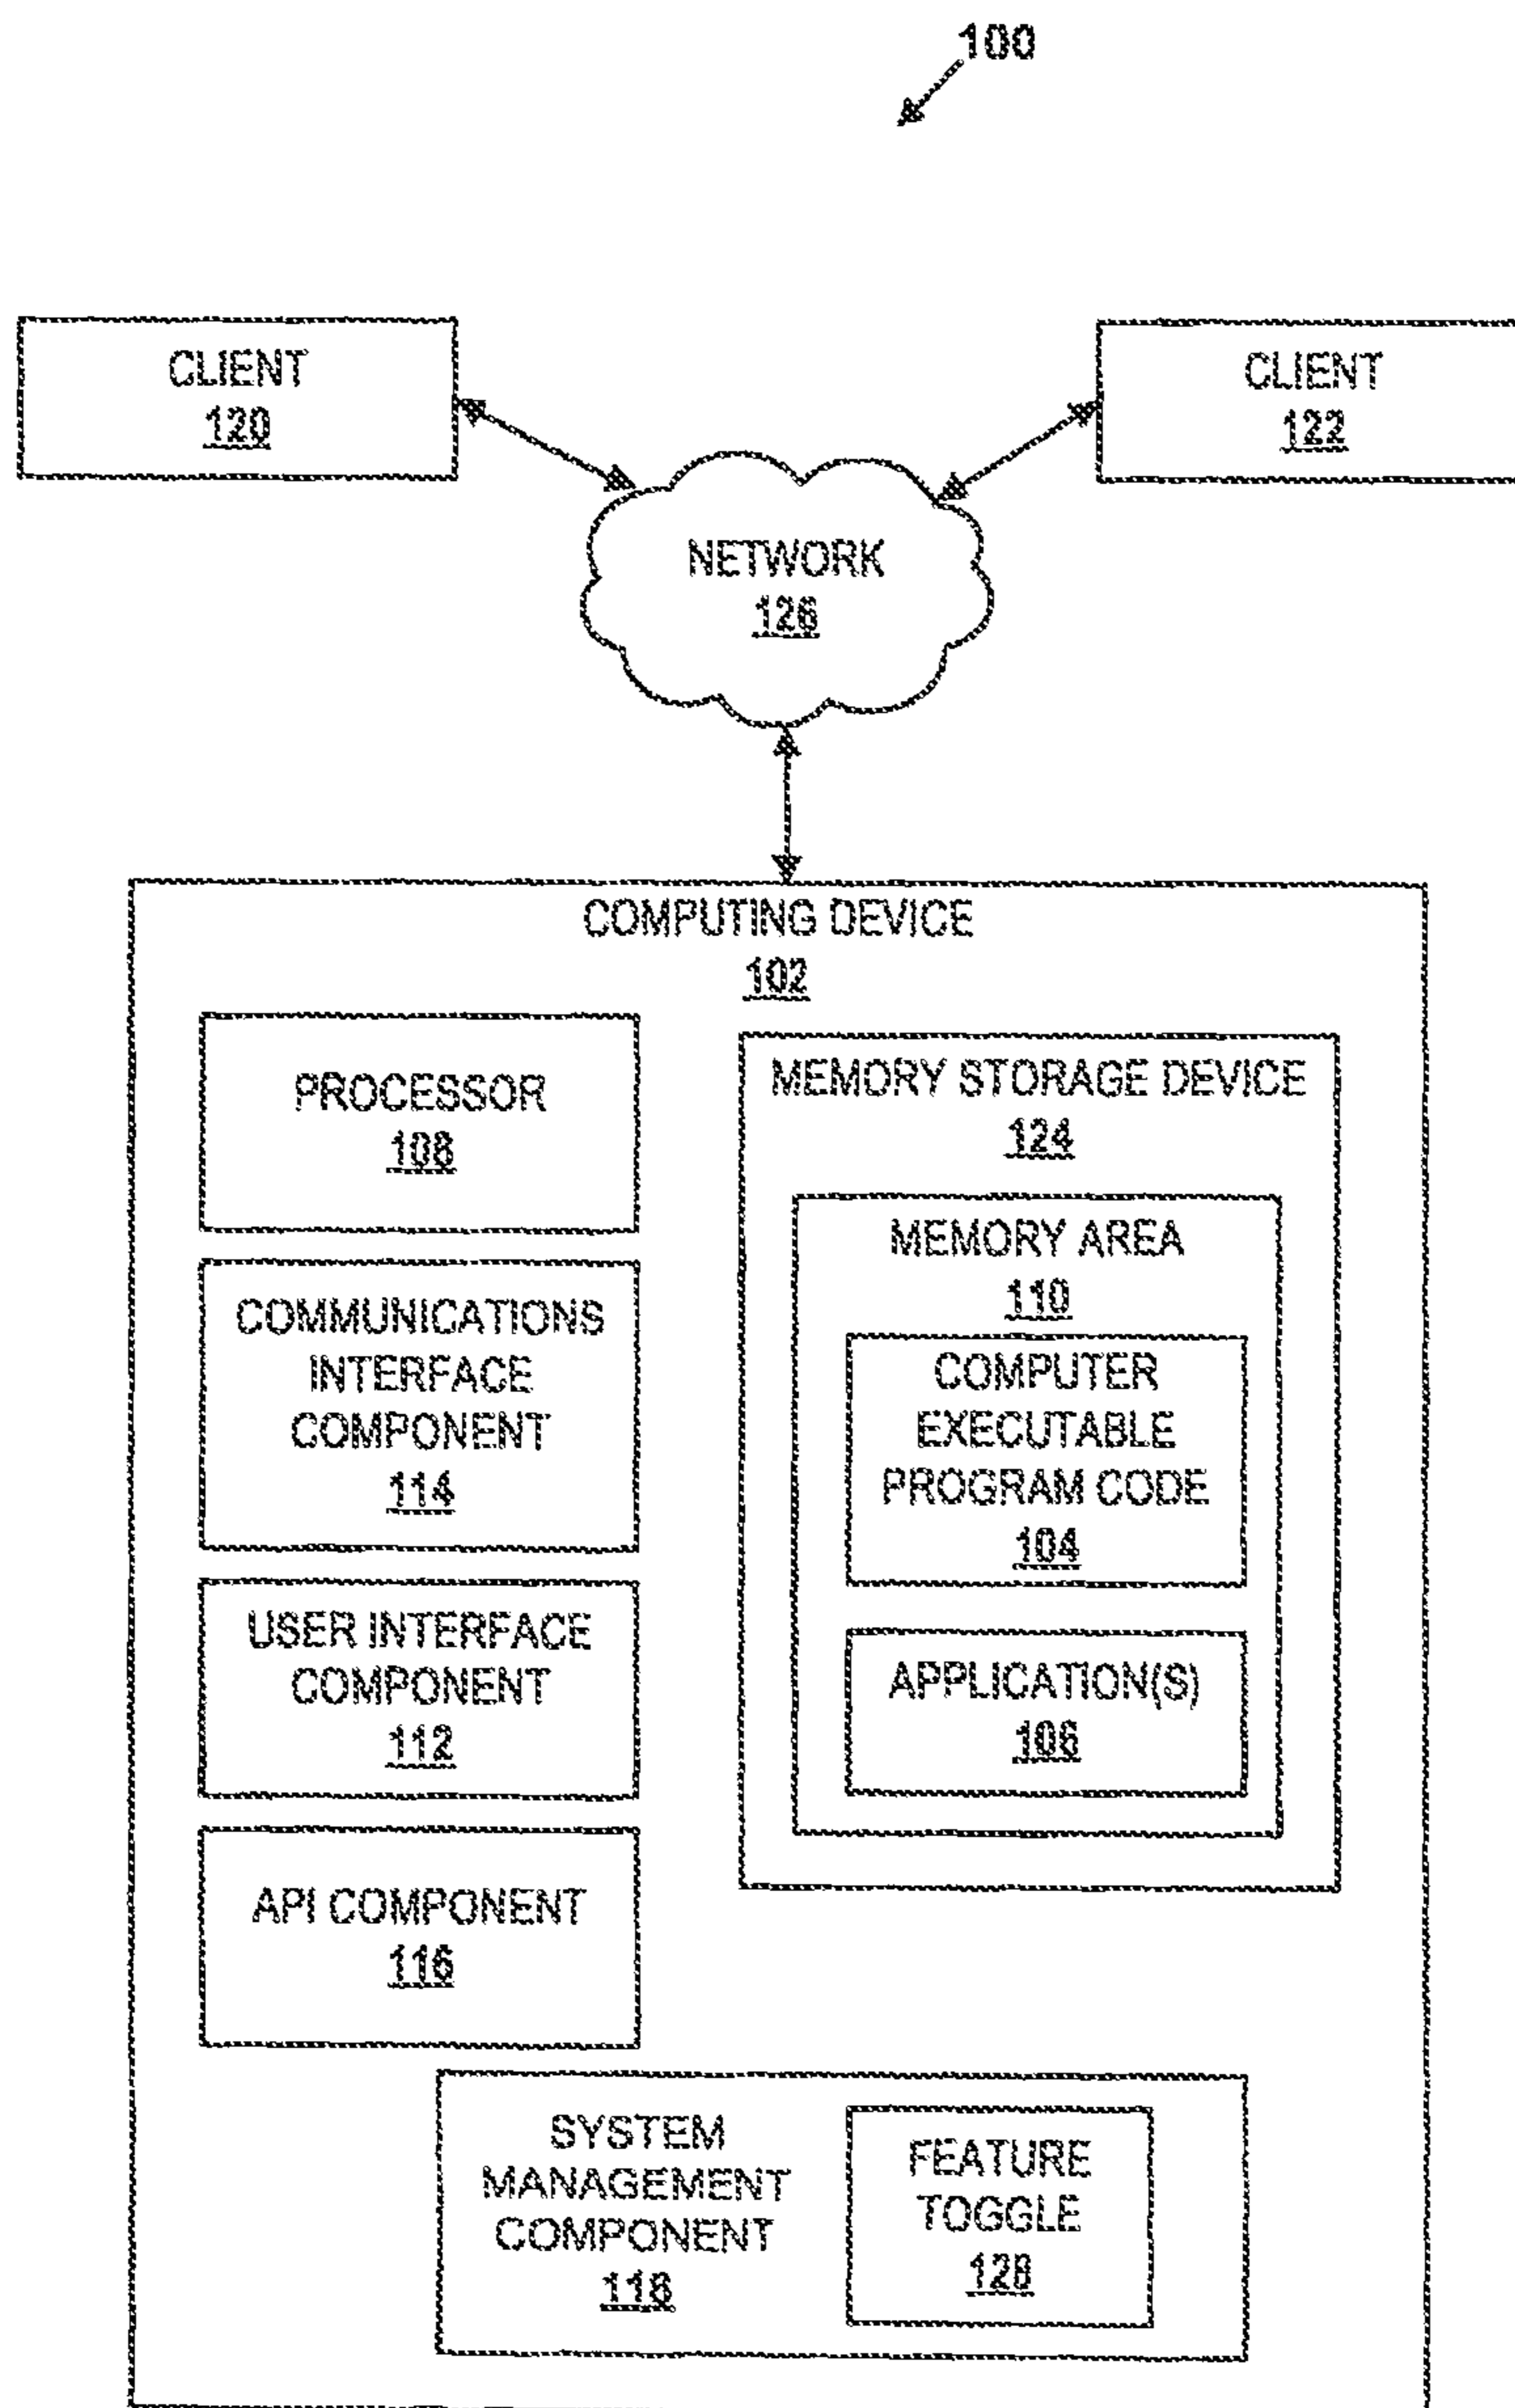 100
CLIENT
120
CLIENT
122
NETWORK
126
COMPUTING DEVICE
102
PROCESSOR
108
COMMUNICATIONS
INTERFACE
COMPONENT
114
USER INTERFACE
COMPONENT
112
API COMPONENT
116
MEMORY STORAGE DEVICE
124
MEMORY AREA
110
COMPUTER
EXECUTABLE
PROGRAM CODE
104
APPLICATION(S)
106
SYSTEM
MANAGEMENT
COMPONENT
118
FEATURE
TOGGLE
128